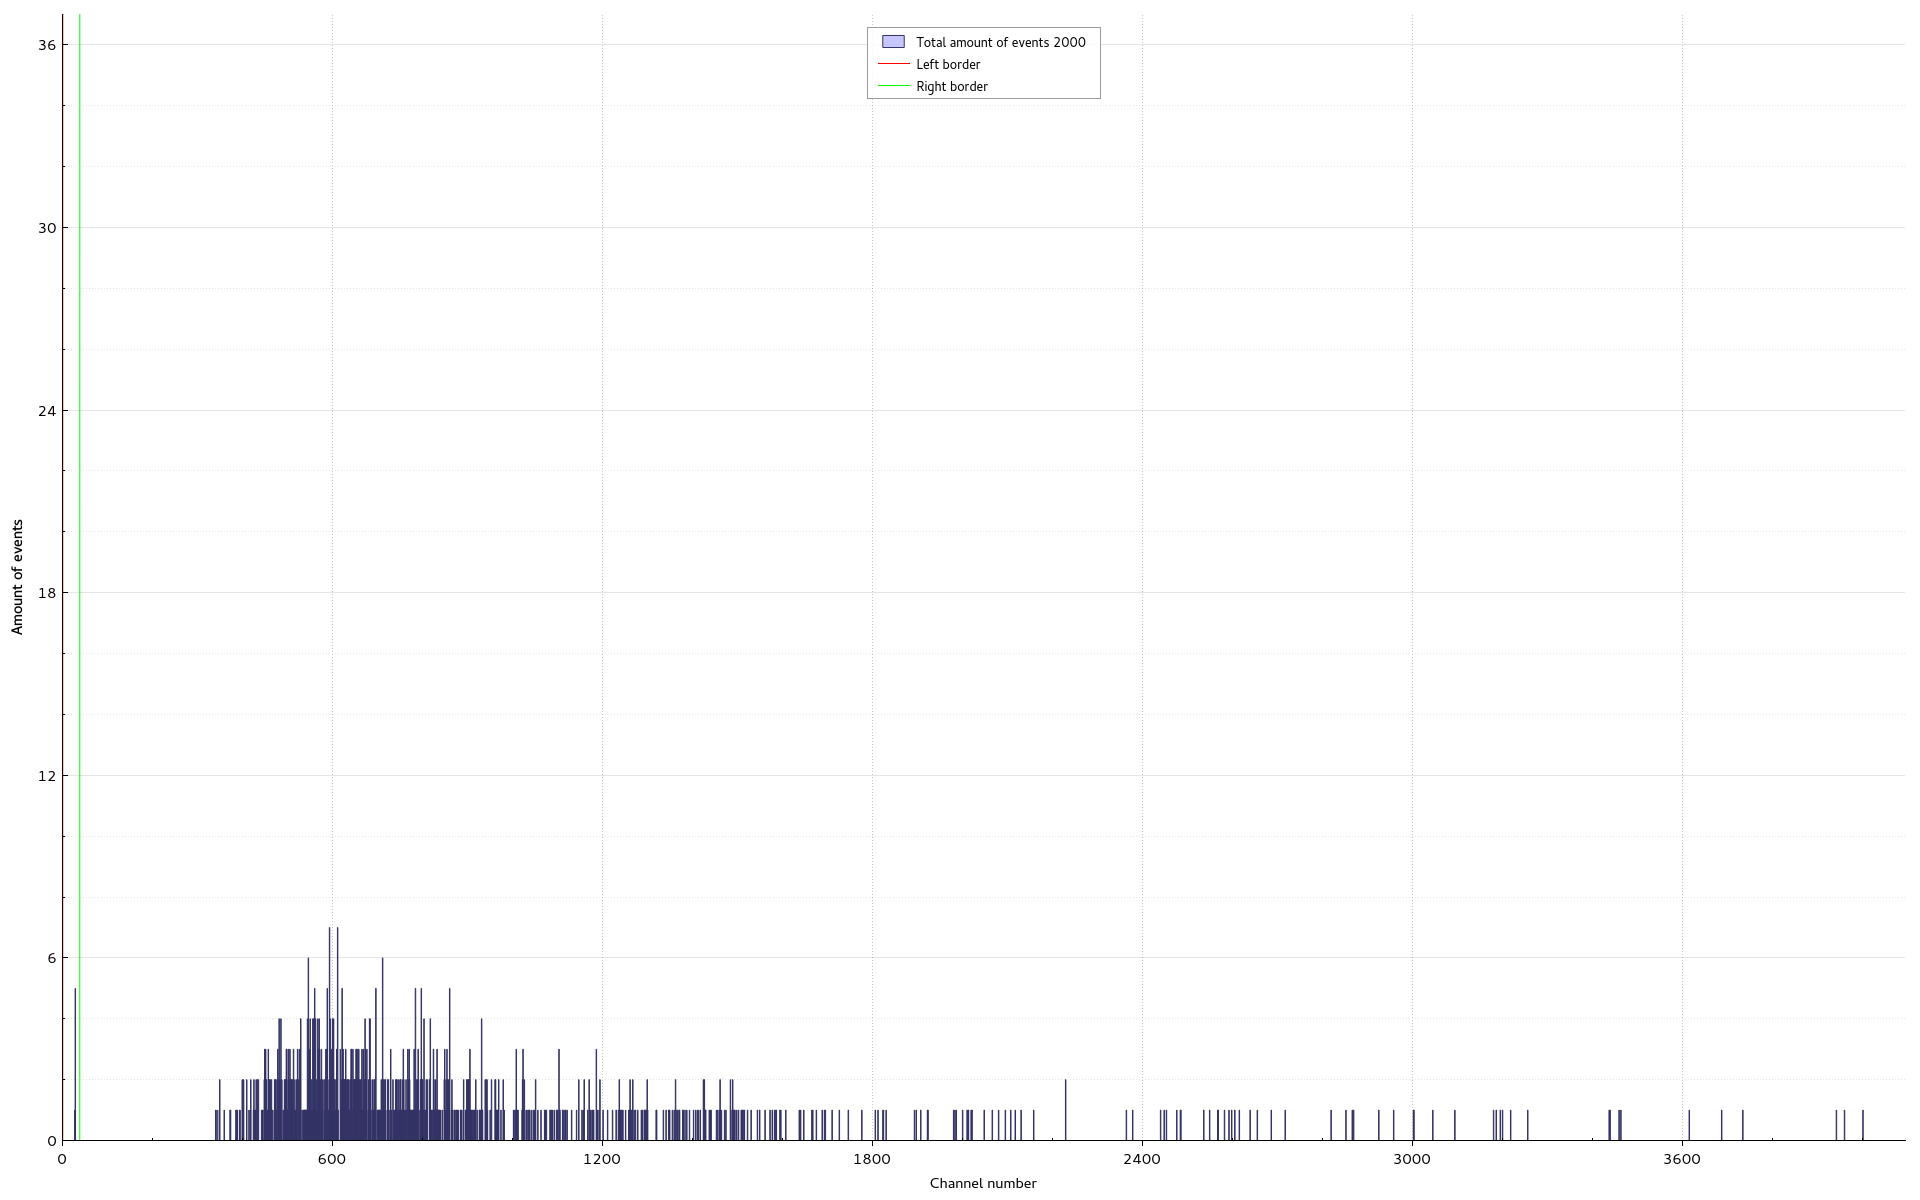 Total amount of events 2000
Left border
Right border
36
30
24
18
12
6
0
Amount of events
0 600 1200 1800 2400 3000 3600
Channel number